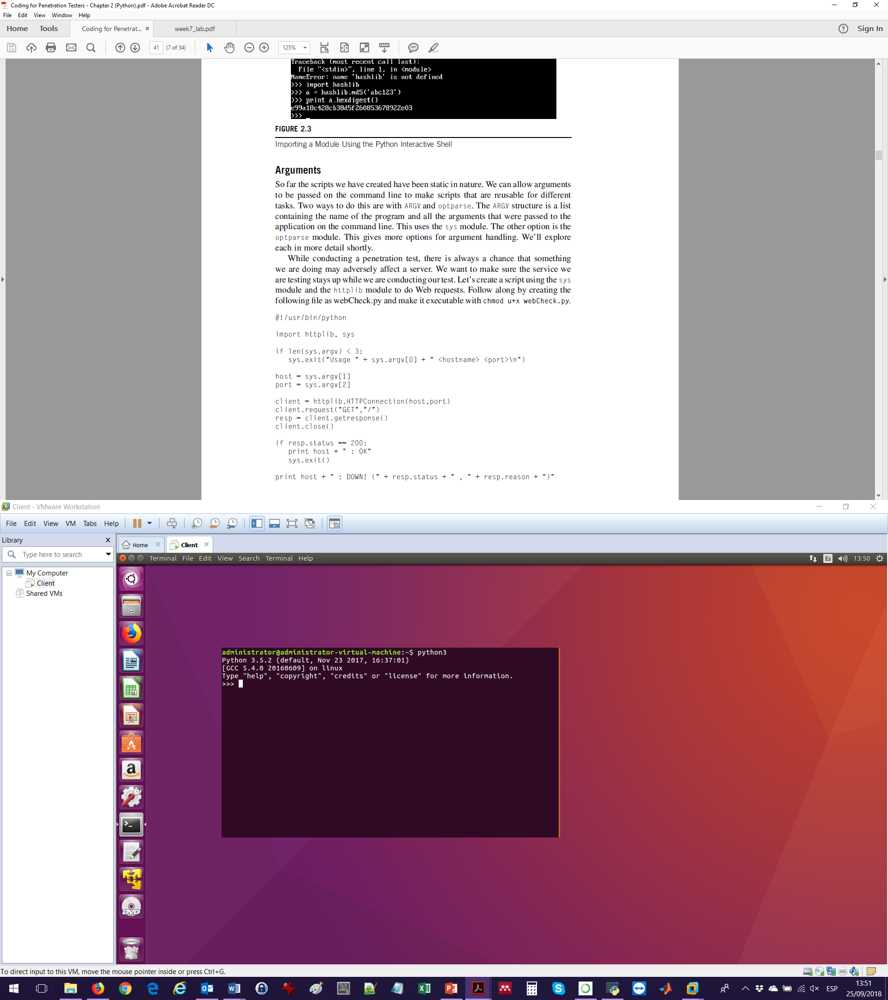 Coding for Penetration Testers - Chapter 2 (Python).pdf - Adobe Acrobat Reader DC
File Edit View Window Help
Home Tools Coding for Penetrat... × week7_lab.pdf Sign In
41 (7 of 34) 125%
Traceback (most recent call last):
File "<stdin>", line 1, in <module>
NameError: name 'hashlib' is not defined
>>> import hashlib
>>> a = hashlib.md5('abc123')
>>> print a.hexdigest()
e99a18c428cb38d5f260853678922e03
>>> _
FIGURE 2.3
Importing a Module Using the Python Interactive Shell
Arguments
So far the scripts we have created have been static in nature. We can allow arguments
to be passed on the command line to make scripts that are reusable for different
tasks. Two ways to do this are with ARGV and optparse. The ARGV structure is a list
containing the name of the program and all the arguments that were passed to the
application on the command line. This uses the sys module. The other option is the
optparse module. This gives more options for argument handling. We'll explore
each in more detail shortly.
While conducting a penetration test, there is always a chance that something
we are doing may adversely affect a server. We want to make sure the service we
are testing stays up while we are conducting our test. Let's create a script using the sys
module and the httplib module to do Web requests. Follow along by creating the
following file as webCheck.py and make it executable with chmod u+x webCheck.py.
#!/usr/bin/python
import httplib, sys
if len(sys.argv) < 3:
sys.exit("Usage " + sys.argv[0] + " <hostname> <port>\n")
host = sys.argv[1]
port = sys.argv[2]
client = httplib.HTTPConnection(host,port)
client.request("GET","/")
resp = client.getresponse()
client.close()
if resp.status == 200:
print host + " : OK"
sys.exit()
print host + " : DOWN! (" + resp.status + " , " + resp.reason + ")"
Client - VMware Workstation
File Edit View VM Tabs Help
Library
Home × Client ×
Type here to search
Terminal File Edit View Search Terminal Help Es 13:50
My Computer
Client
Shared VMs
administrator@administrator-virtual-machine:~$ python3
Python 3.5.2 (default, Nov 23 2017, 16:37:01)
[GCC 5.4.0 20160609] on linux
Type "help", "copyright", "credits" or "license" for more information.
>>>
To direct input to this VM, move the mouse pointer inside or press Ctrl+G.
ESP
13:51
25/09/2018